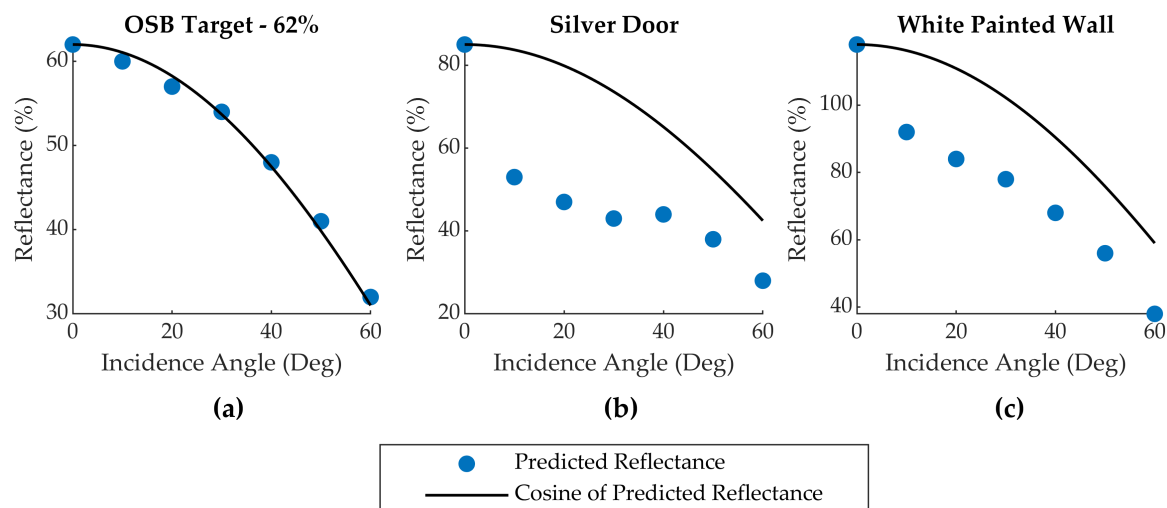 OSB Target - 62%
Reflectance (%)
60
50
40
30
0
20
40
60
Incidence Angle (Deg)
(a)
Silver Door
Reflectance (%)
80
60
40
20
0
20
40
60
Incidence Angle (Deg)
(b)
White Painted Wall
Reflectance (%)
100
80
60
40
0
20
40
60
Incidence Angle (Deg)
(c)
Predicted Reflectance
Cosine of Predicted Reflectance